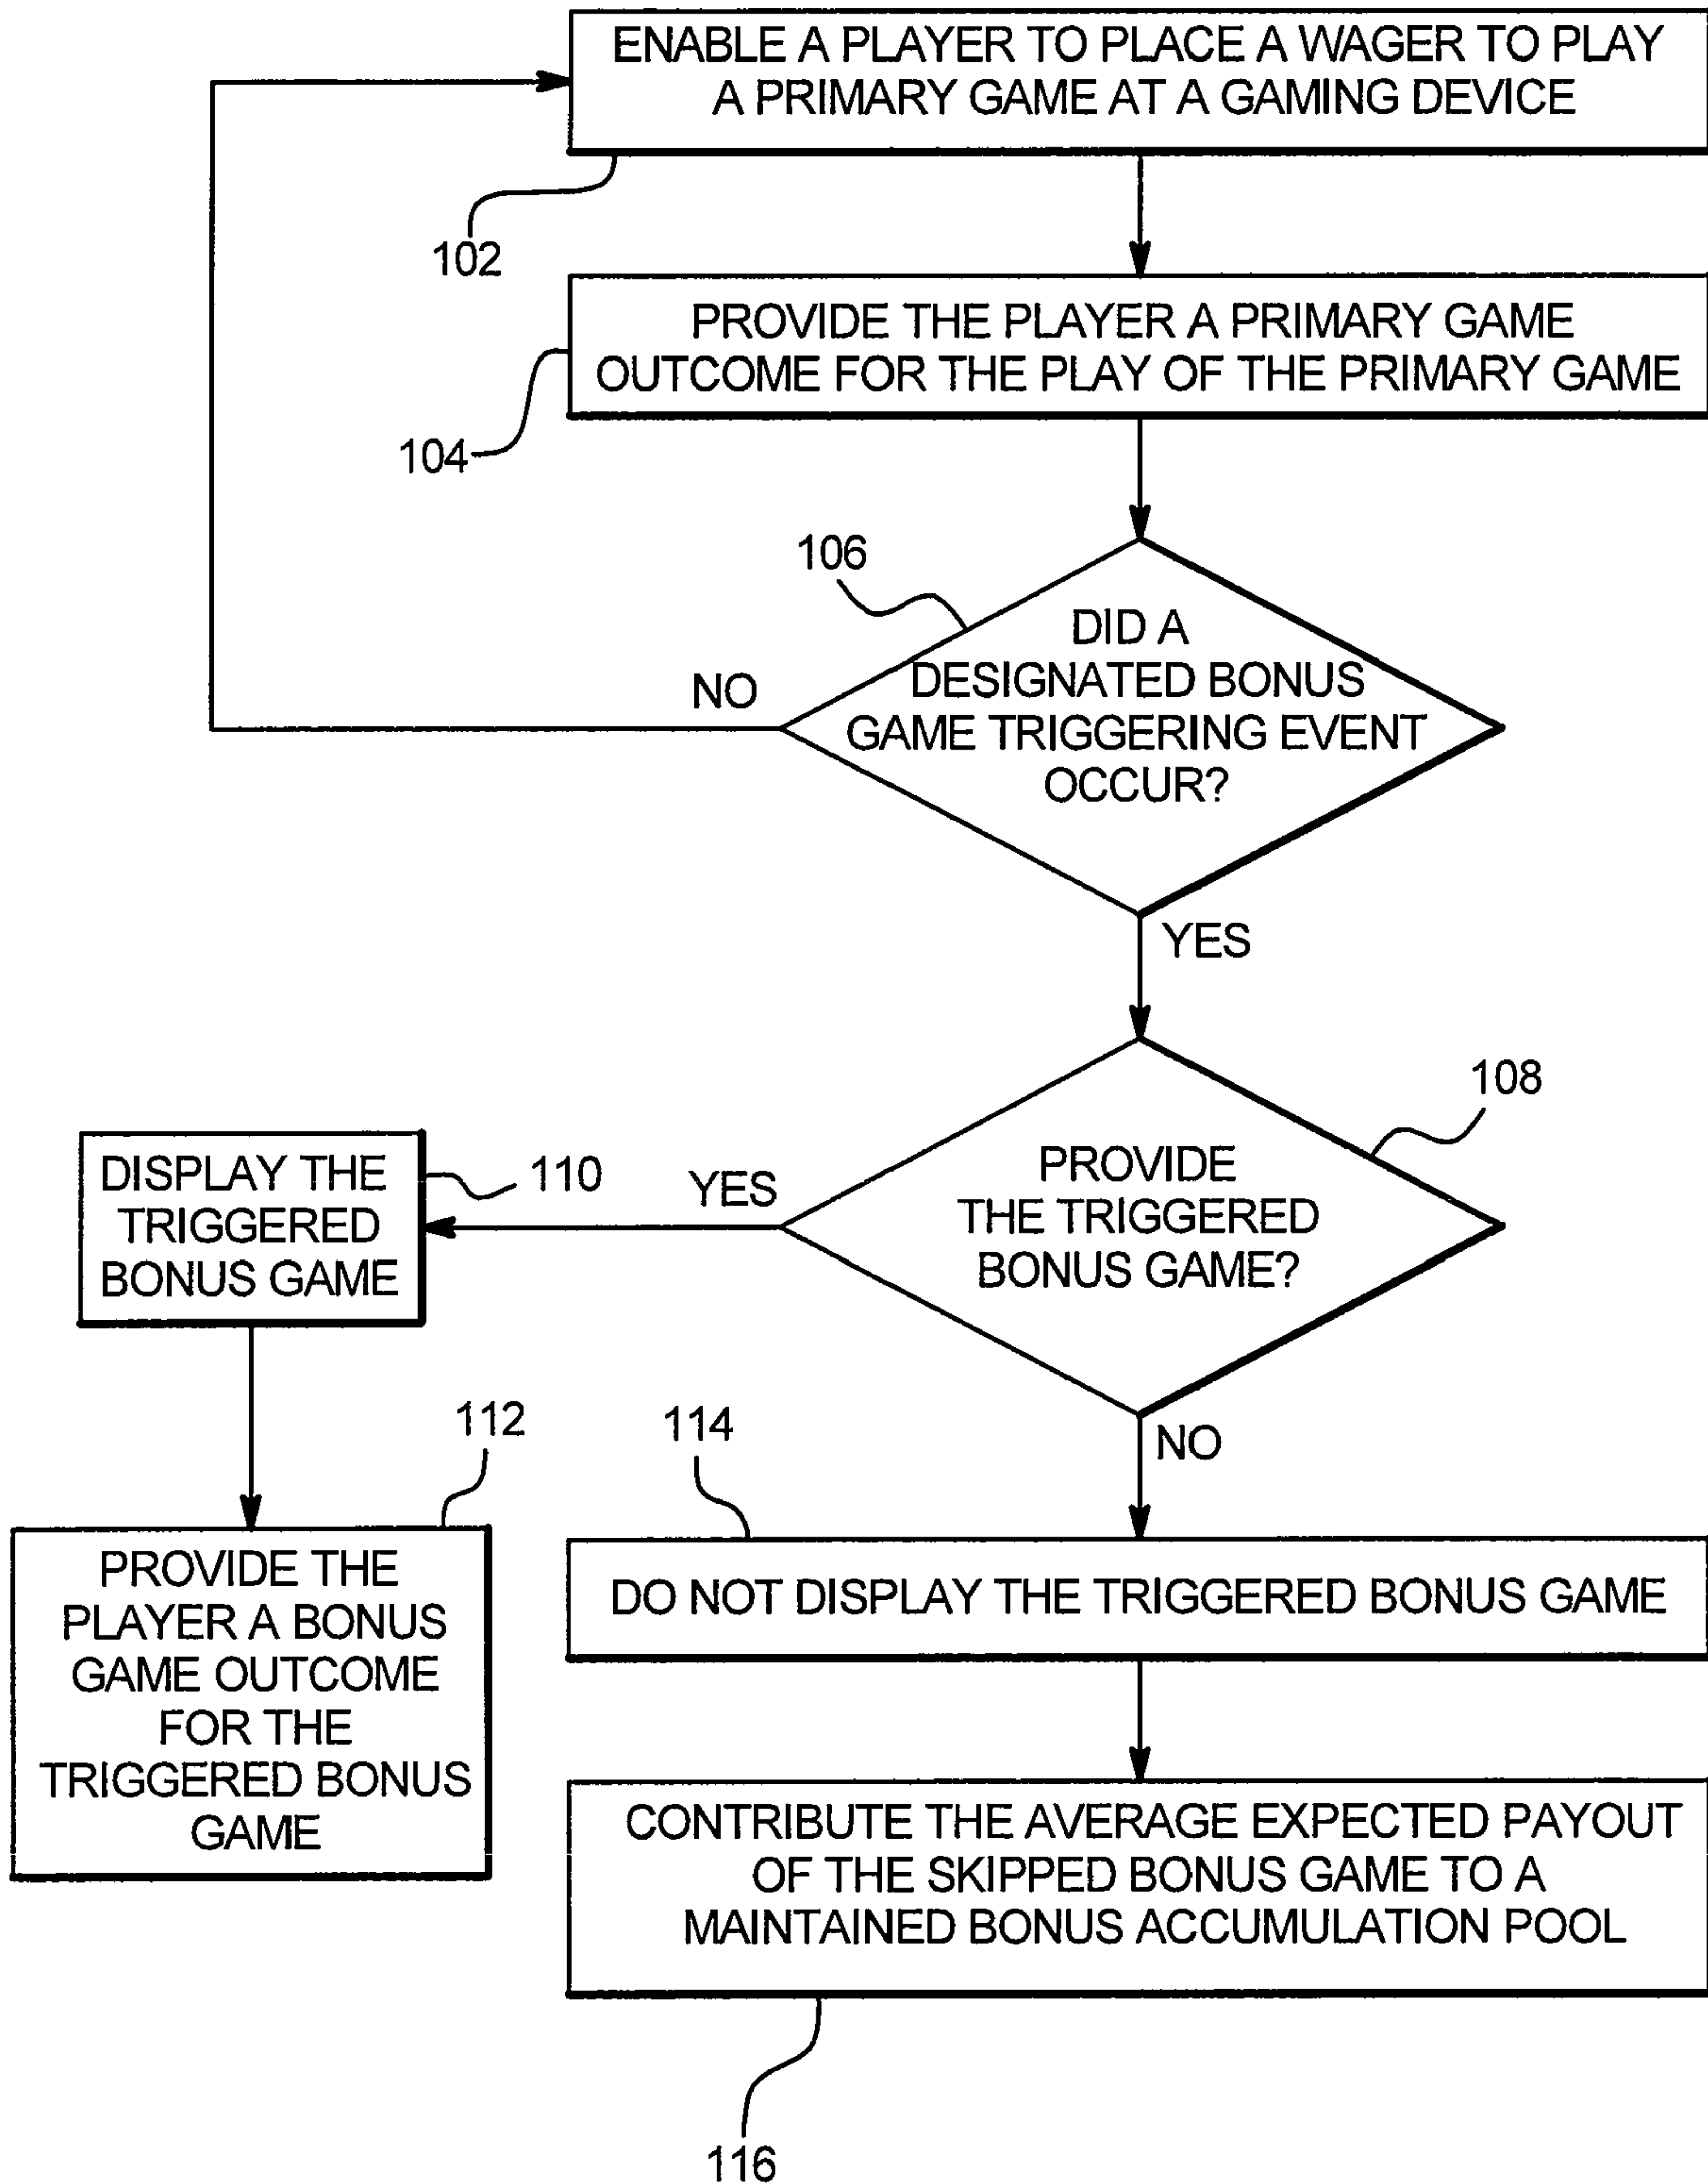 ENABLE A PLAYER TO PLACE A WAGER TO PLAY
A PRIMARY GAME AT A GAMING DEVICE
102
PROVIDE THE PLAYER A PRIMARY GAME
OUTCOME FOR THE PLAY OF THE PRIMARY GAME
104
106
DID A
DESIGNATED BONUS
GAME TRIGGERING EVENT
OCCUR?
NO
YES
108
PROVIDE
THE TRIGGERED
BONUS GAME?
YES
110
DISPLAY THE
TRIGGERED
BONUS GAME
NO
112
PROVIDE THE
PLAYER A BONUS
GAME OUTCOME
FOR THE
TRIGGERED BONUS
GAME
114
DO NOT DISPLAY THE TRIGGERED BONUS GAME
CONTRIBUTE THE AVERAGE EXPECTED PAYOUT
OF THE SKIPPED BONUS GAME TO A
MAINTAINED BONUS ACCUMULATION POOL
116